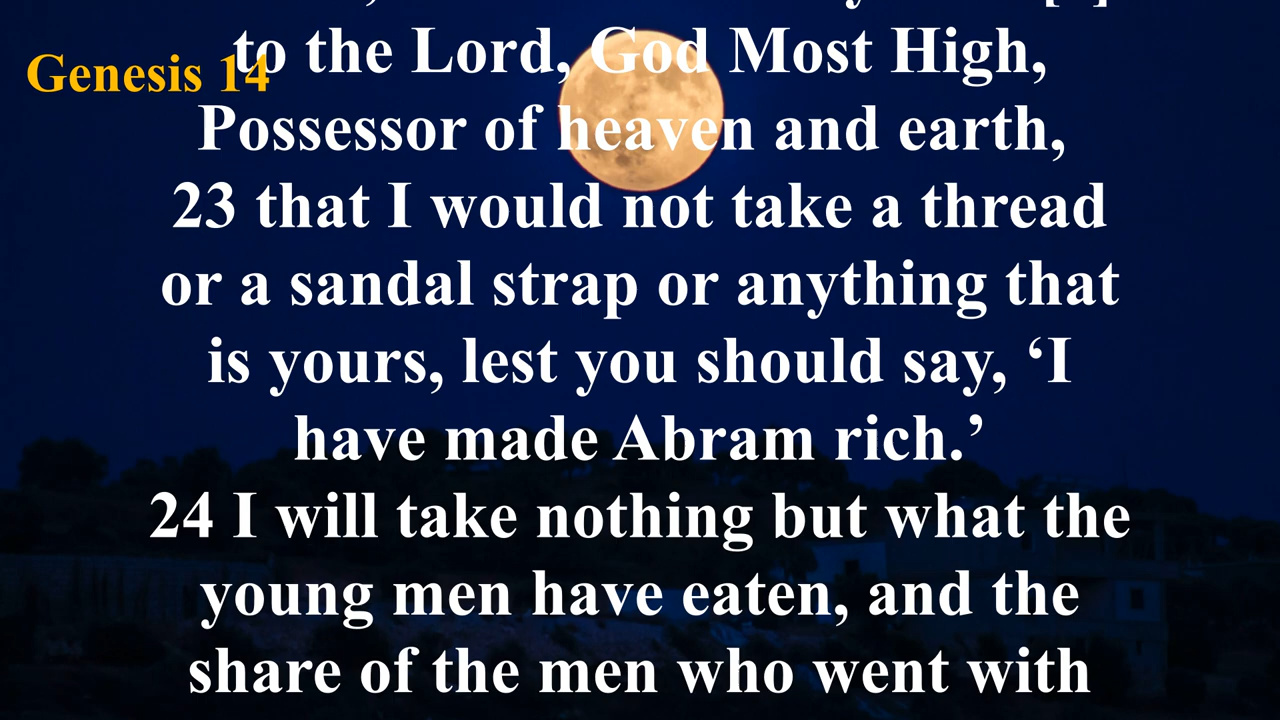 Genesis 14
to the Lord, God Most High,
Possessor of heaven and earth,
23 that I would not take a thread
or a sandal strap or anything that
is yours, lest you should say, ‘I
have made Abram rich.’
24 I will take nothing but what the
young men have eaten, and the
share of the men who went with